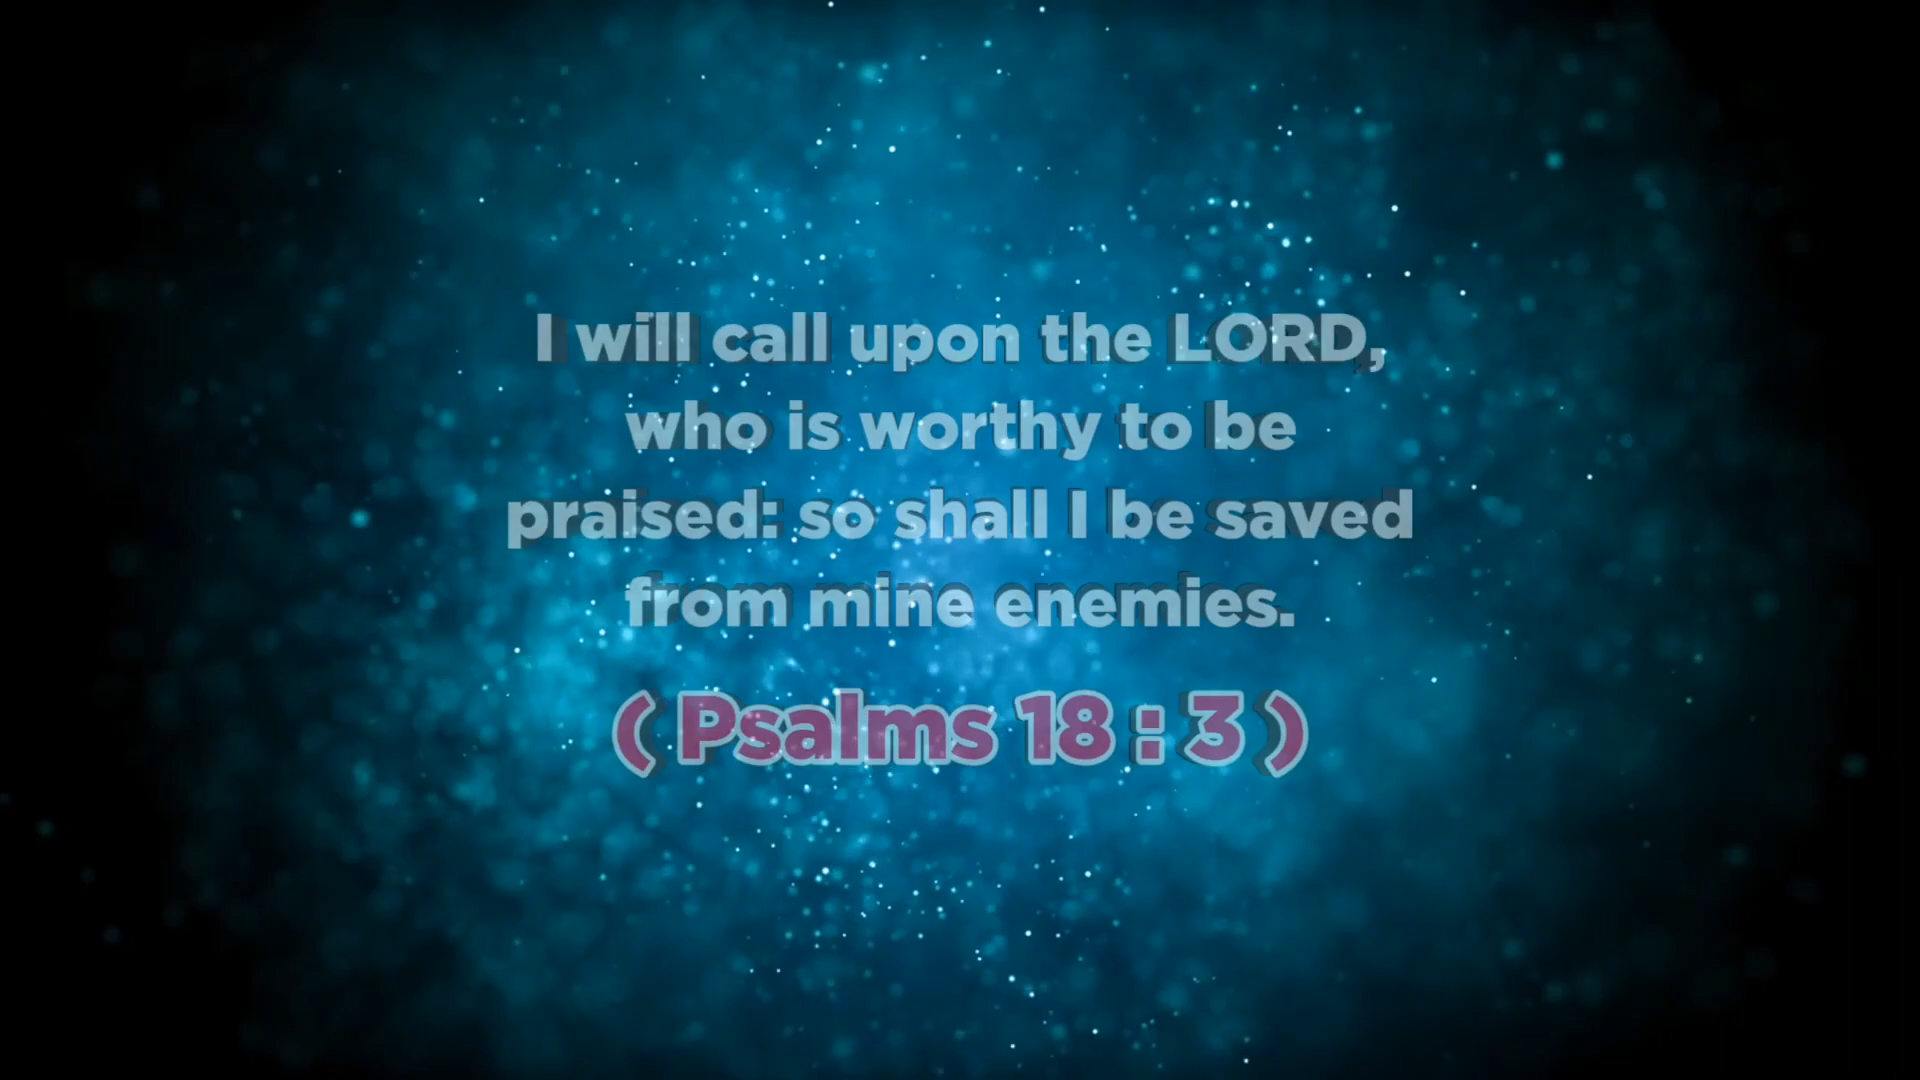 I will call upon the LORD,
who is worthy to be
praised: so shall I be saved
from mine enemies.
( Psalms 18 : 3 )